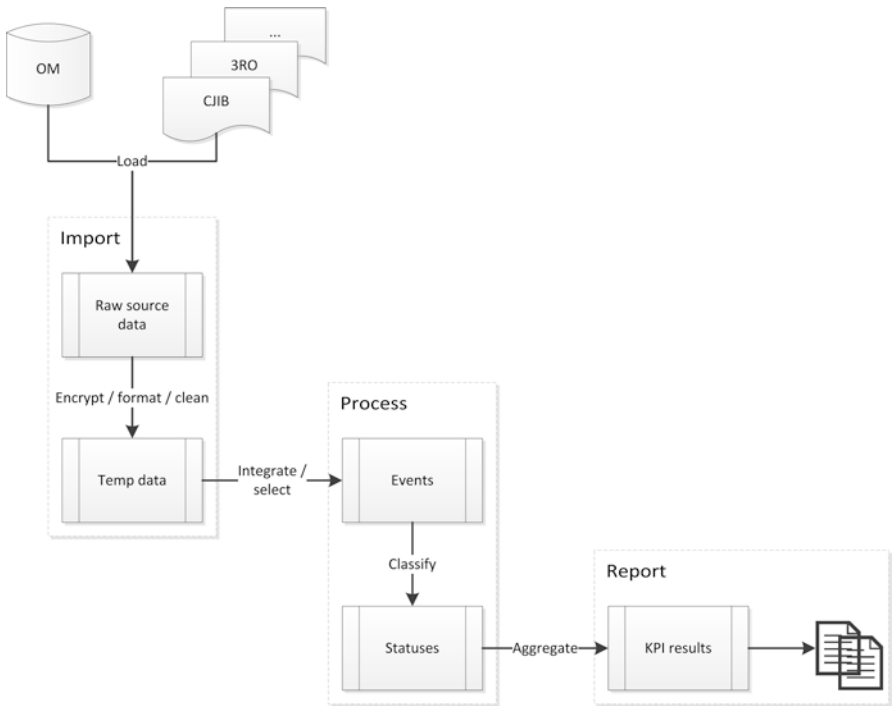 ...
3RO
OM
CJIB
Load
Import
Raw source
data
Encrypt / format / clean
Temp data
Integrate /
select
Process
Events
Classify
Statuses
Aggregate
Report
KPI results